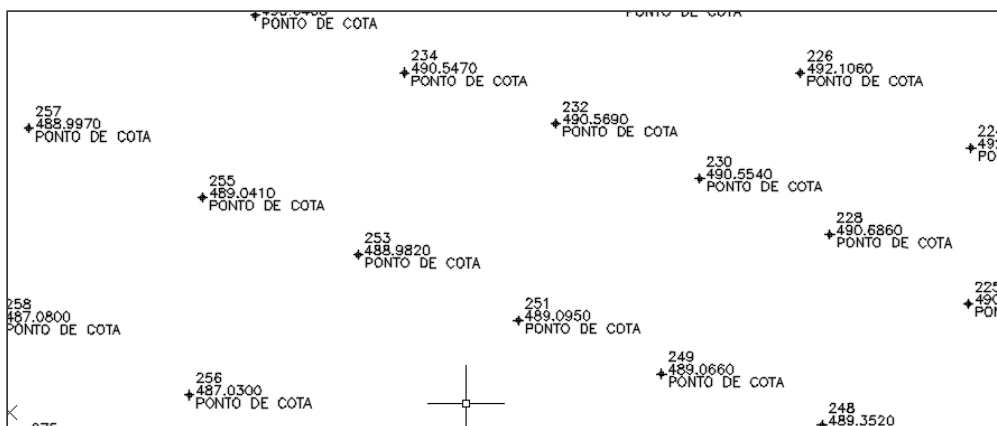 PONTO DE COTA
PONTO DE COTA
234
490.5470
PONTO DE COTA
226
492.1060
PONTO DE COTA
257
488.9970
PONTO DE COTA
232
490.5690
PONTO DE COTA
230
490.5540
PONTO DE COTA
255
489.0410
PONTO DE COTA
228
490.6860
PONTO DE COTA
253
488.9820
PONTO DE COTA
258
487.0800
PONTO DE COTA
251
489.0950
PONTO DE COTA
249
489.0660
PONTO DE COTA
256
487.0300
PONTO DE COTA
248
489.3520